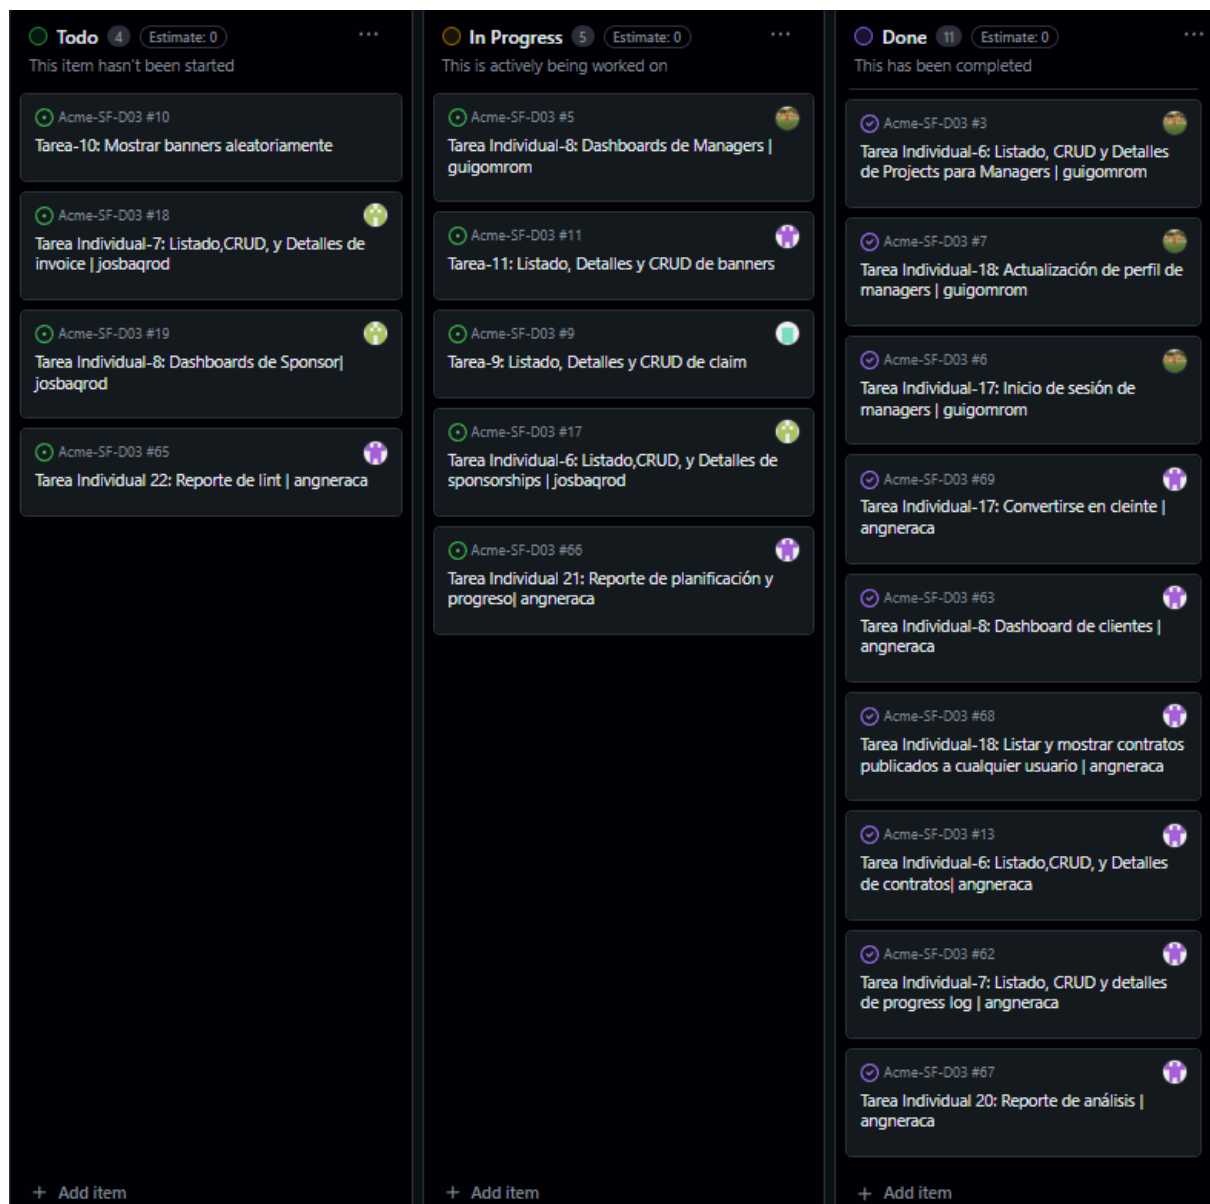 Todo 4 Estimate: 0
This item hasn't been started
Acme-SF-D03 #10
Tarea-10: Mostrar banners aleatoriamente
Acme-SF-D03 #18
Tarea Individual-7: Listado,CRUD, y Detalles de
invoice | josbaqrod
Acme-SF-D03 #19
Tarea Individual-8: Dashboards de Sponsor|
josbaqrod
Acme-SF-D03 #65
Tarea Individual 22: Reporte de lint | angneraca
+ Add item
In Progress 5 Estimate: 0
This is actively being worked on
Acme-SF-D03 #5
Tarea Individual-8: Dashboards de Managers |
guigomrom
Acme-SF-D03 #11
Tarea-11: Listado, Detalles y CRUD de banners
Acme-SF-D03 #9
Tarea-9: Listado, Detalles y CRUD de claim
Acme-SF-D03 #17
Tarea Individual-6: Listado,CRUD, y Detalles de
sponsorships | josbaqrod
Acme-SF-D03 #66
Tarea Individual 21: Reporte de planificación y
progreso| angneraca
+ Add item
Done 11 Estimate: 0
This has been completed
Acme-SF-D03 #3
Tarea Individual-6: Listado, CRUD y Detalles
de Projects para Managers | guigomrom
Acme-SF-D03 #7
Tarea Individual-18: Actualización de perfil de
managers | guigomrom
Acme-SF-D03 #6
Tarea Individual-17: Inicio de sesión de
managers | guigomrom
Acme-SF-D03 #69
Tarea Individual-17: Convertirse en cleinte |
angneraca
Acme-SF-D03 #63
Tarea Individual-8: Dashboard de clientes |
angneraca
Acme-SF-D03 #68
Tarea Individual-18: Listar y mostrar contratos
publicados a cualquier usuario | angneraca
Acme-SF-D03 #13
Tarea Individual-6: Listado,CRUD, y Detalles
de contratos| angneraca
Acme-SF-D03 #62
Tarea Individual-7: Listado, CRUD y detalles
de progress log | angneraca
Acme-SF-D03 #67
Tarea Individual 20: Reporte de análisis |
angneraca
+ Add item